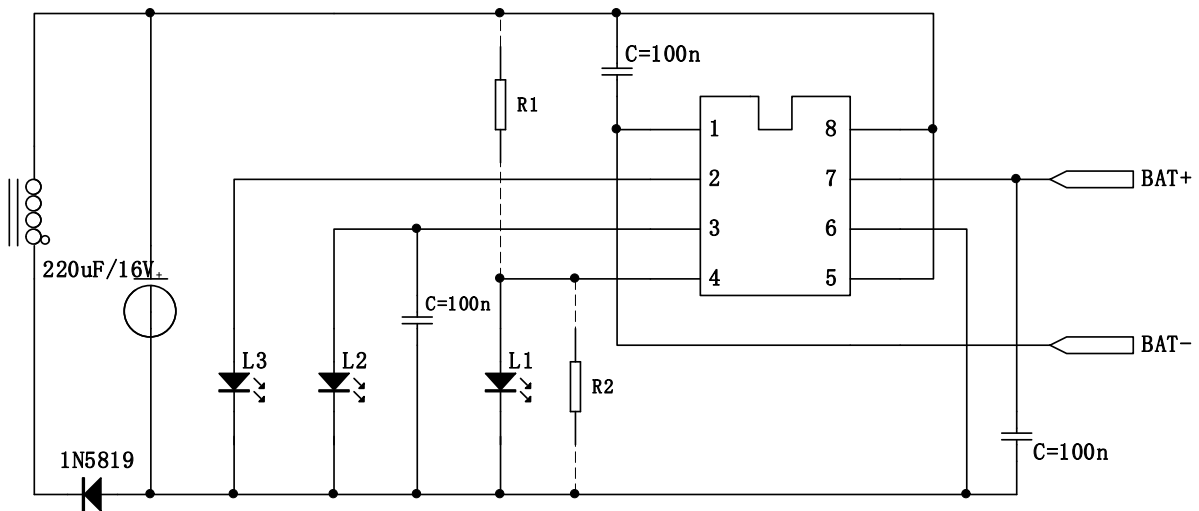 C=100n
R1
1 8
2 7
BAT+
3 6
220uF/16V+
4 5
C=100n
BAT-
L3
L2
L1
R2
1N5819
C=100n